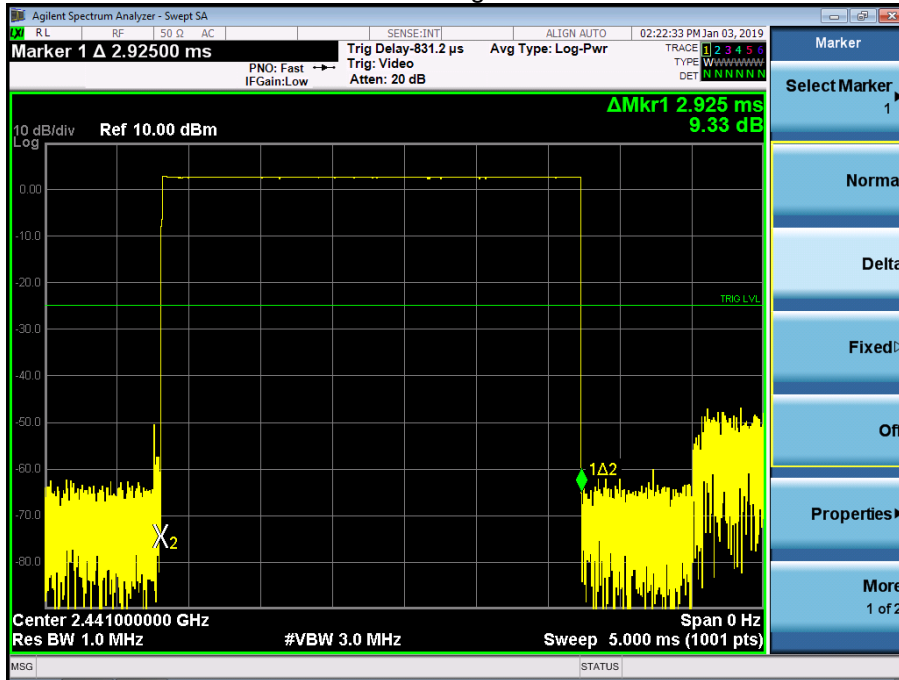 Agilent Spectrum Analyzer - Swept SA
LXI RL RF 50 Ω AC SENSE:INT ALIGN AUTO 02:22:33 PM Jan 03, 2019
Marker 1 Δ 2.92500 ms
PNO: Fast
IFGain:Low
Trig Delay-831.2 µs
Trig: Video
Atten: 20 dB
Avg Type: Log-Pwr
TRACE 1 2 3 4 5 6
TYPE WWWWWWW
DET N N N N N N
ΔMkr1 2.925 ms
9.33 dB
10 dB/div Ref 10.00 dBm
Log
0.00
-10.0
-20.0
TRIG LVL
-30.0
-40.0
-50.0
-60.0
1Δ2
-70.0
X2
-80.0
Center 2.441000000 GHz Span 0 Hz
Res BW 1.0 MHz #VBW 3.0 MHz Sweep 5.000 ms (1001 pts)
MSG STATUS
Marker
Select Marker
1
Norma
Delta
Fixed
Off
Properties
More
1 of 2